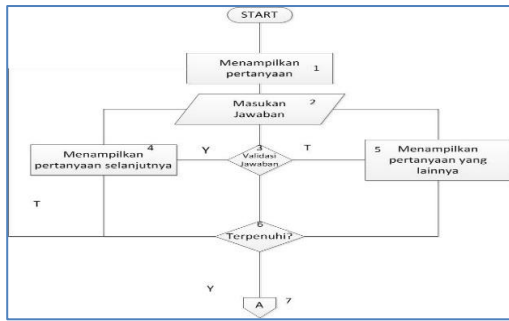 START
Menampilkan
pertanyaan
1
Masukan
Jawaban
2
4
Menampilkan
pertanyaan selanjutnya
Y
3
Validasi
Jawaban
T
5
Menampilkan
pertanyaan yang
lainnya
T
6
Terpenuhi?
Y
A
7